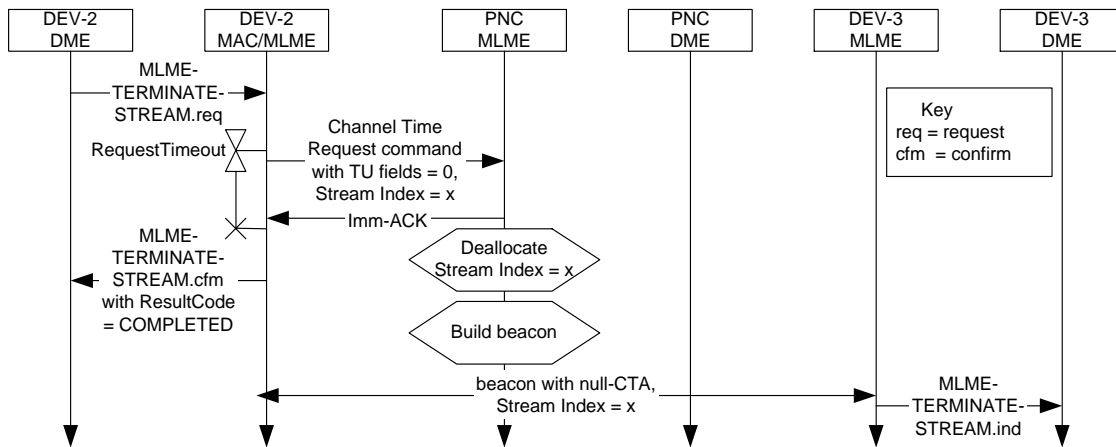 DEV-2
DME
DEV-2
MAC/MLME
PNC
MLME
PNC
DME
DEV-3
MLME
DEV-3
DME
MLME-
TERMINATE-
STREAM.req
RequestTimeout
Channel Time
Request command
with TU fields = 0,
Stream Index = x
Key
req = request
cfm = confirm
Imm-ACK
MLME-
TERMINATE-
STREAM.cfm
with ResultCode
= COMPLETED
Deallocate
Stream Index = x
Build beacon
beacon with null-CTA,
Stream Index = x
MLME-
TERMINATE-
STREAM.ind